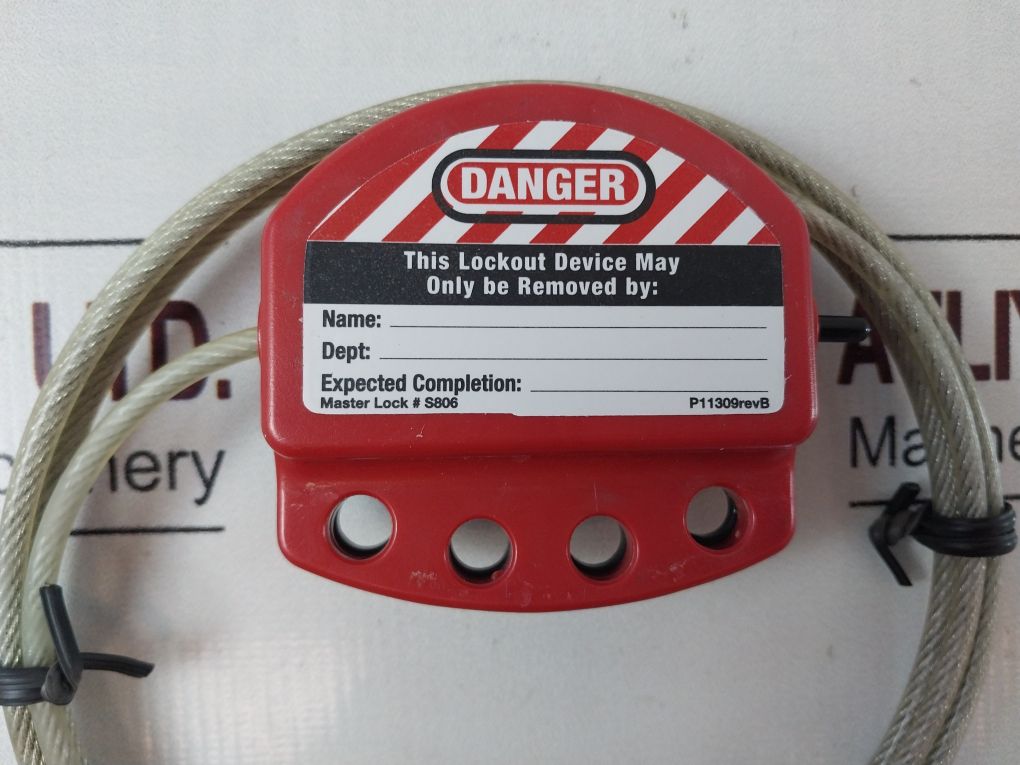 DANGER
This Lockout Device May
Only be Removed by:
Name:
Dept:
Expected Completion:
Master Lock # S806 P11309revB